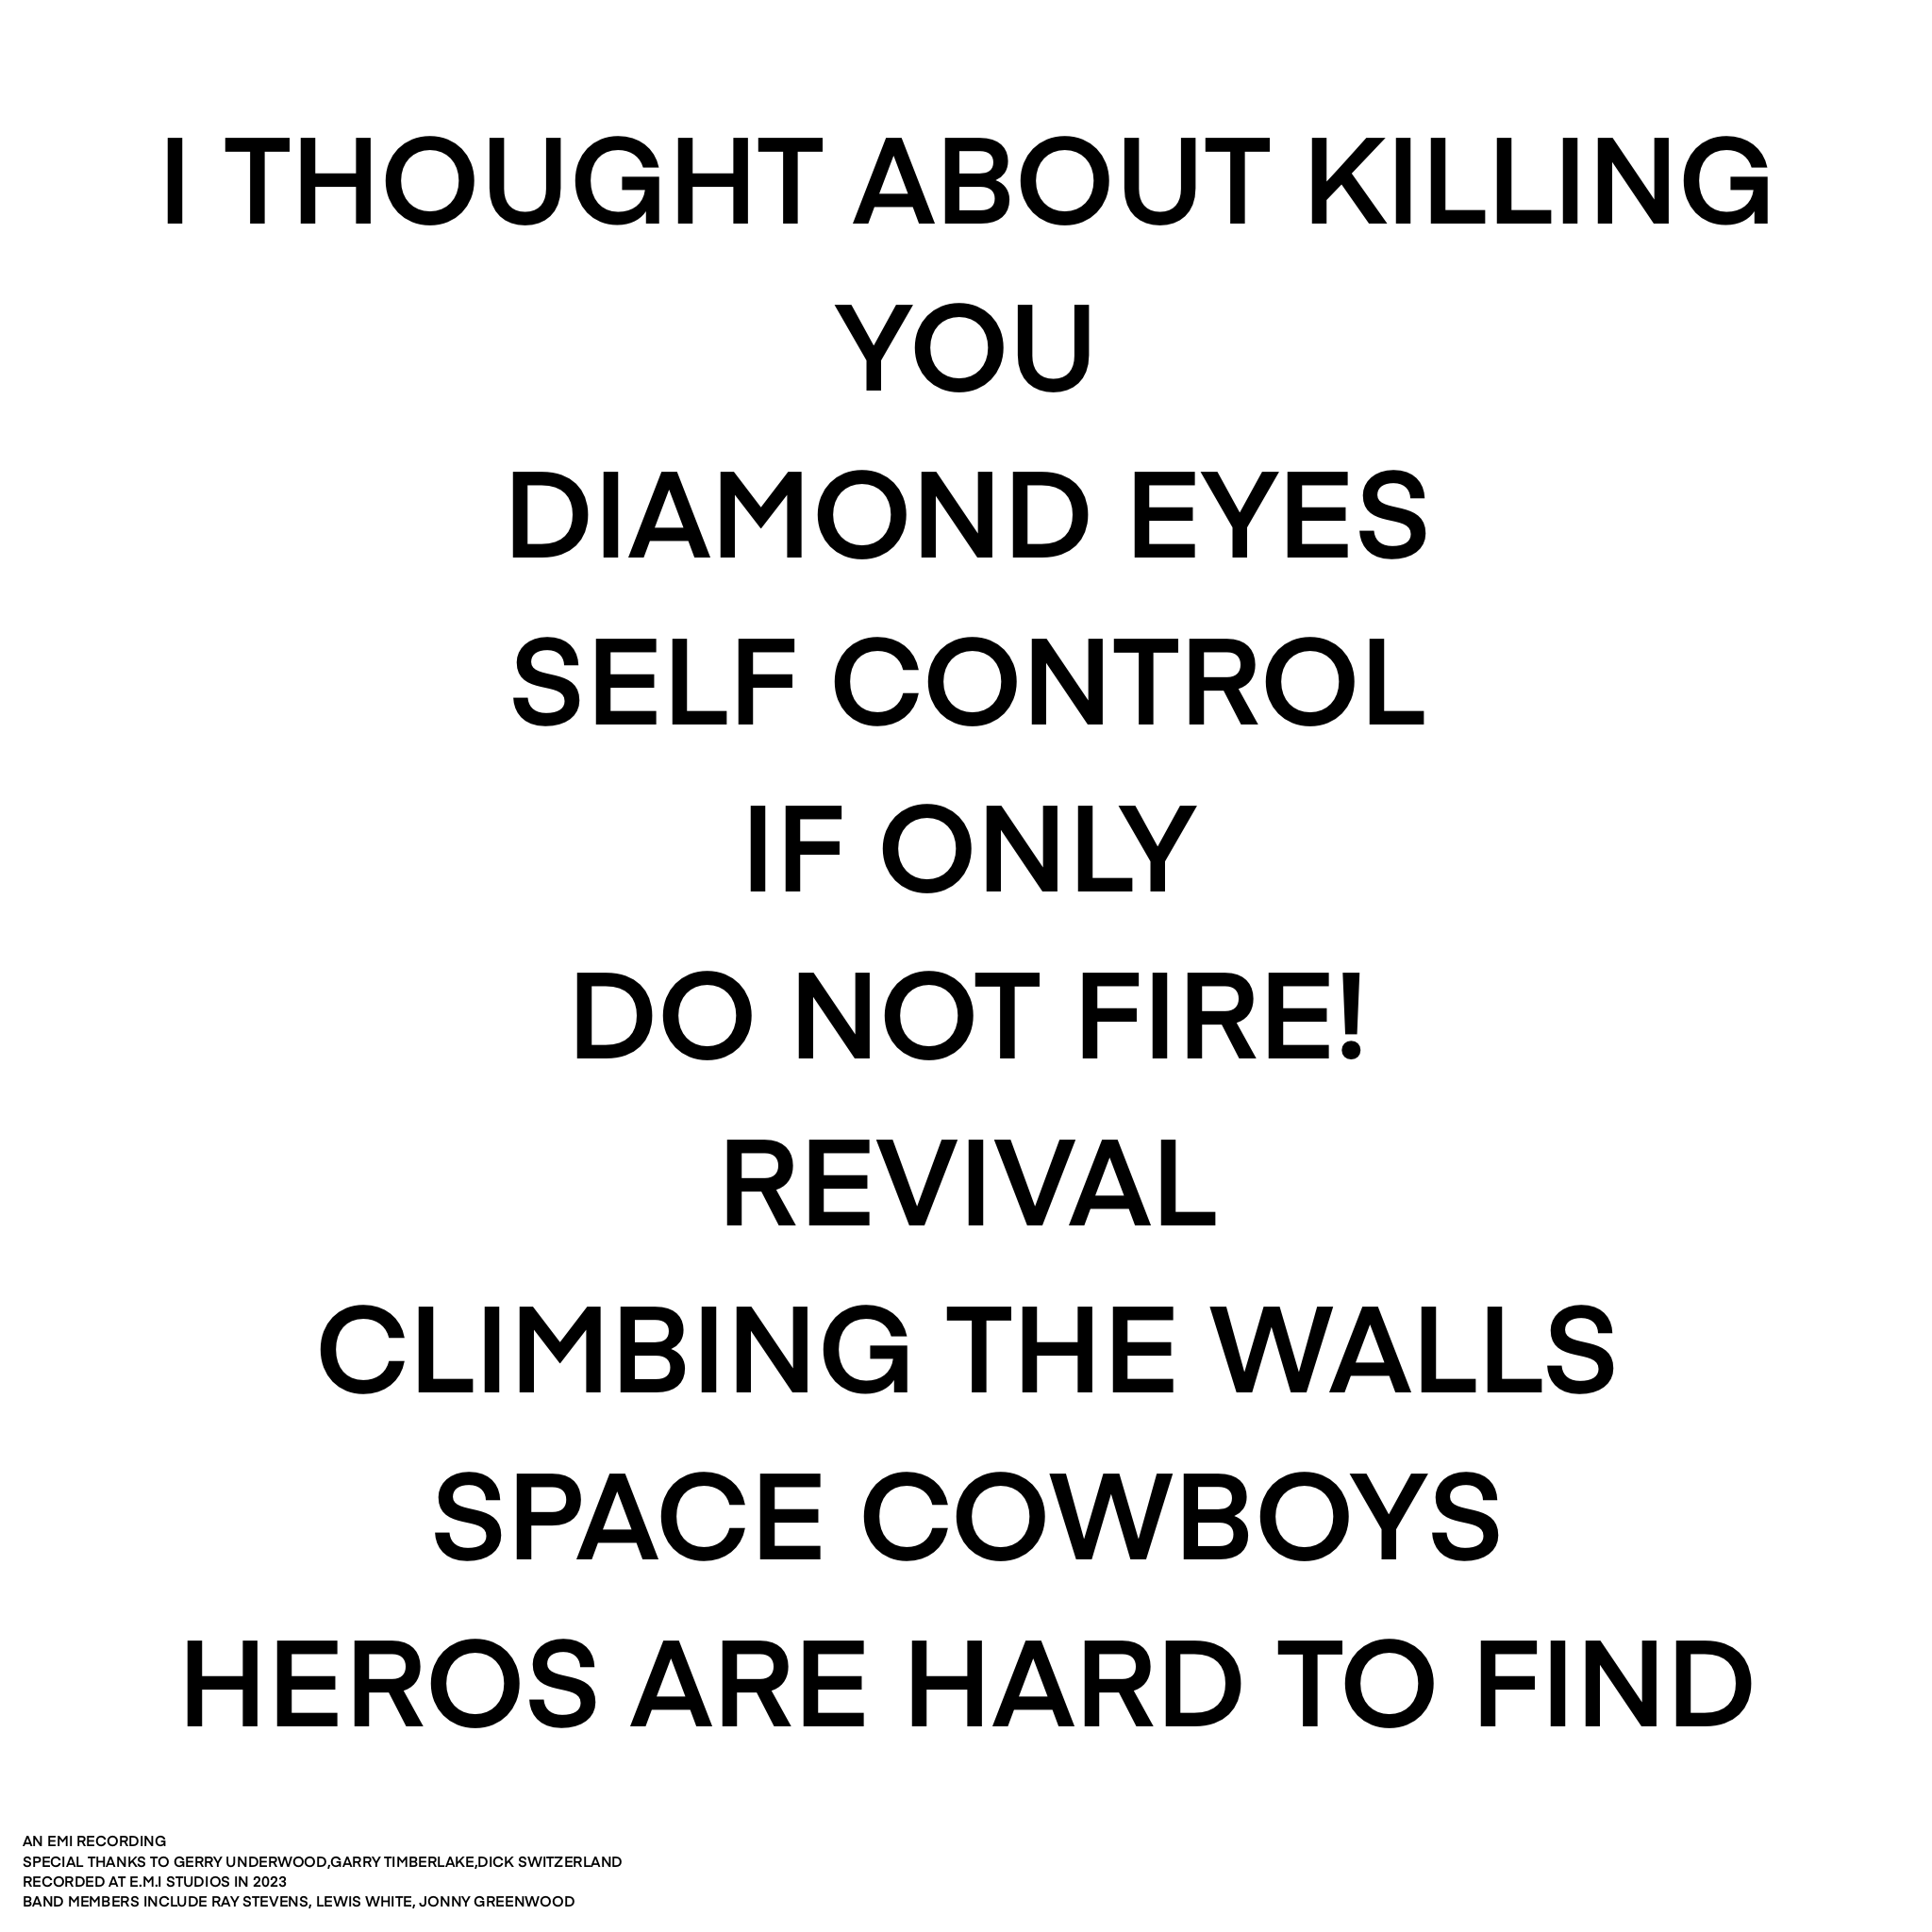 I THOUGHT ABOUT KILLING
YOU
DIAMOND EYES
SELF CONTROL
IF ONLY
DO NOT FIRE!
REVIVAL
CLIMBING THE WALLS
SPACE COWBOYS
HEROS ARE HARD TO FIND
AN EMI RECORDING
SPECIAL THANKS TO GERRY UNDERWOOD,GARRY TIMBERLAKE,DICK SWITZERLAND
RECORDED AT E.M.I STUDIOS IN 2023
BAND MEMBERS INCLUDE RAY STEVENS, LEWIS WHITE, JONNY GREENWOOD